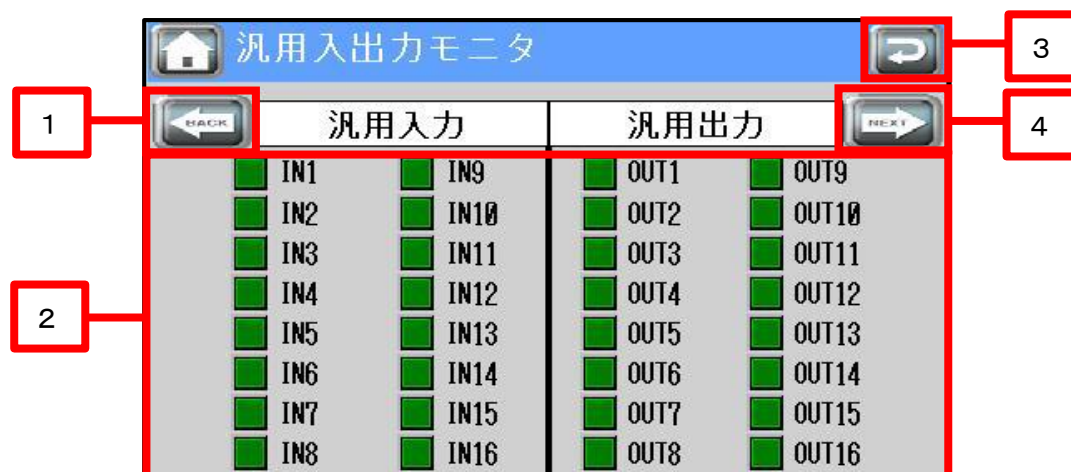 汎用入出力モニタ
3
1
BACK
汎用入力
汎用出力
NEXT
4
IN1 IN9 OUT1 OUT9
IN2 IN10 OUT2 OUT10
IN3 IN11 OUT3 OUT11
IN4 IN12 OUT4 OUT12
2
IN5 IN13 OUT5 OUT13
IN6 IN14 OUT6 OUT14
IN7 IN15 OUT7 OUT15
IN8 IN16 OUT8 OUT16